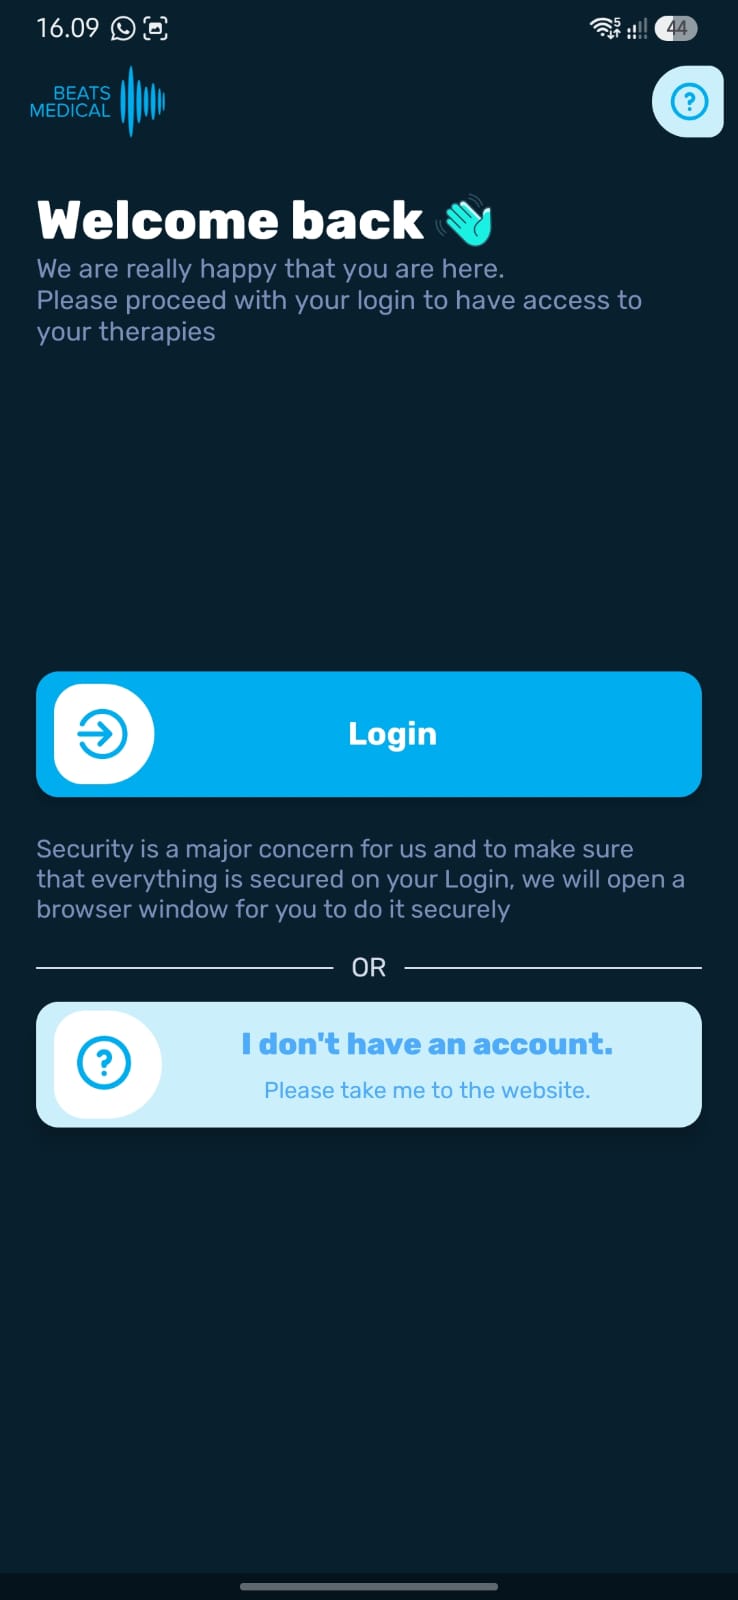 16.09
5
44
BEATS
MEDICAL
?
Welcome back
We are really happy that you are here.
Please proceed with your login to have access to
your therapies
Login
Security is a major concern for us and to make sure
that everything is secured on your Login, we will open a
browser window for you to do it securely
OR
?
I don't have an account.
Please take me to the website.